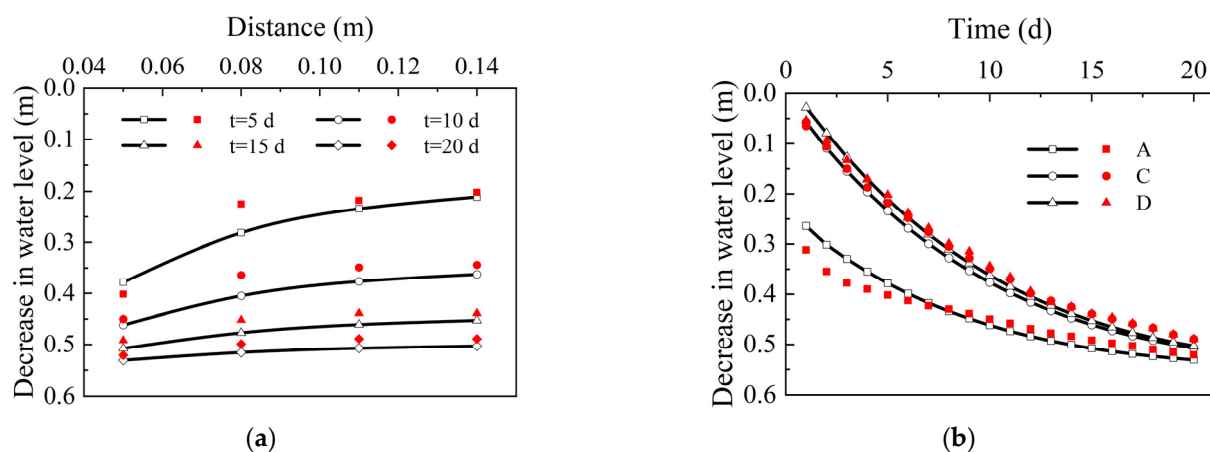 Distance (m)
0.04 0.06 0.08 0.10 0.12 0.14
Decrease in water level (m)
0.0
0.1
0.2
0.3
0.4
0.5
0.6
t=5 d t=10 d
t=15 d t=20 d
(a)
Time (d)
0 5 10 15 20
Decrease in water level (m)
0.0
0.1
0.2
0.3
0.4
0.5
0.6
A
C
D
(b)